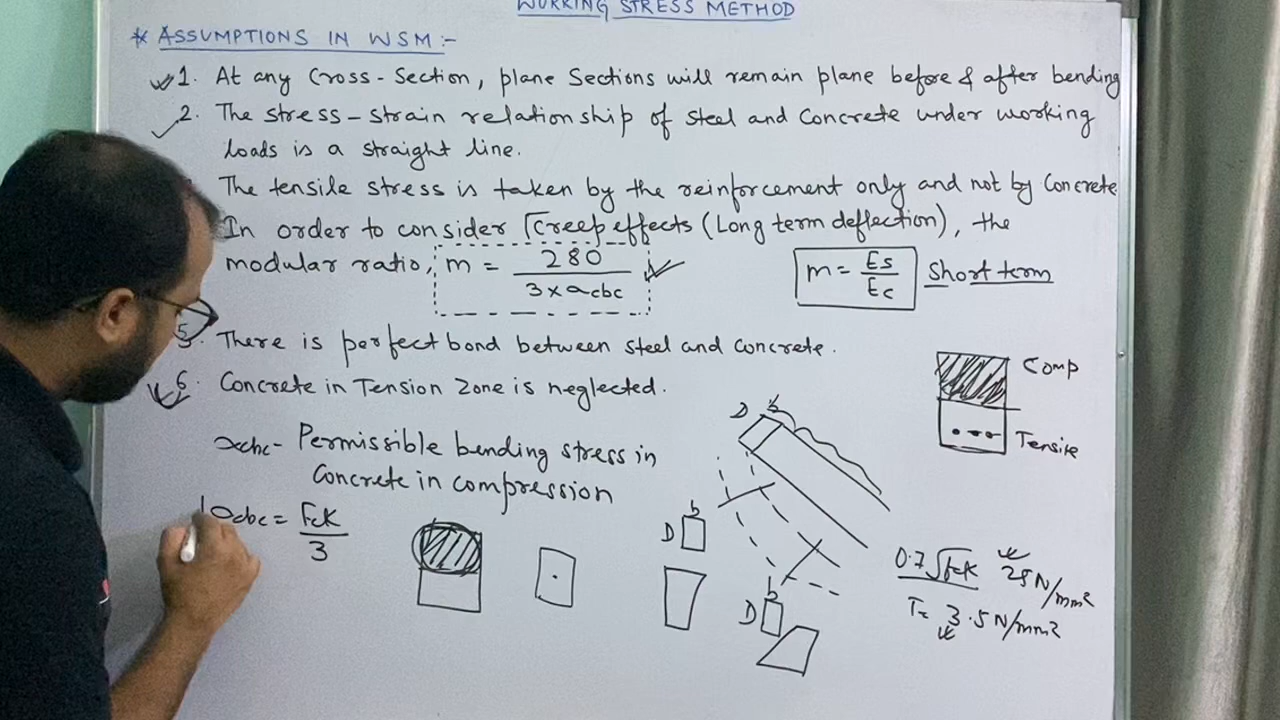 WORKING STRESS METHOD
* ASSUMPTIONS IN WSM:-
1. At any Cross-Section, plane Sections will remain plane before & after bending
2. The stress-strain relationship of steel and Concrete under working
loads is a straight line.
The tensile stress is taken by the reinforcement only and not by Concrete
In order to consider creep effects (Long term deflection), the
modular ratio, m = 280 / 3 × σcbc
m = Es / Ec Short term
5. There is perfect bond between steel and concrete.
6. Concrete in Tension Zone is neglected.
Comp
Tensile
σcbc - Permissible bending stress in
Concrete in compression
σcbc = Fck / 3
D b
D b
D b
0.7√fck 25N/mm2
T= 3.5N/mm2